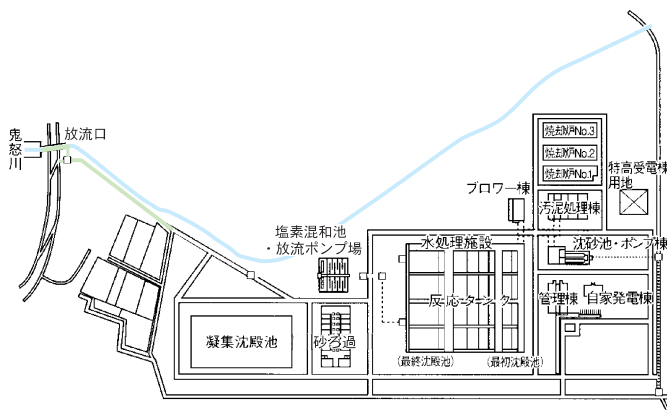 鬼怒川
放流口
焼却炉No.3
焼却炉No.2
焼却炉No.1
特高受電棟
用地
ブロワー棟
汚泥処理棟
塩素混和池
・放流ポンプ場
水処理施設
沈砂池・ポンプ棟
反応タンク
管理棟
自家発電棟
凝集沈殿池
砂ろ過
(最終沈殿池)
(最初沈殿池)